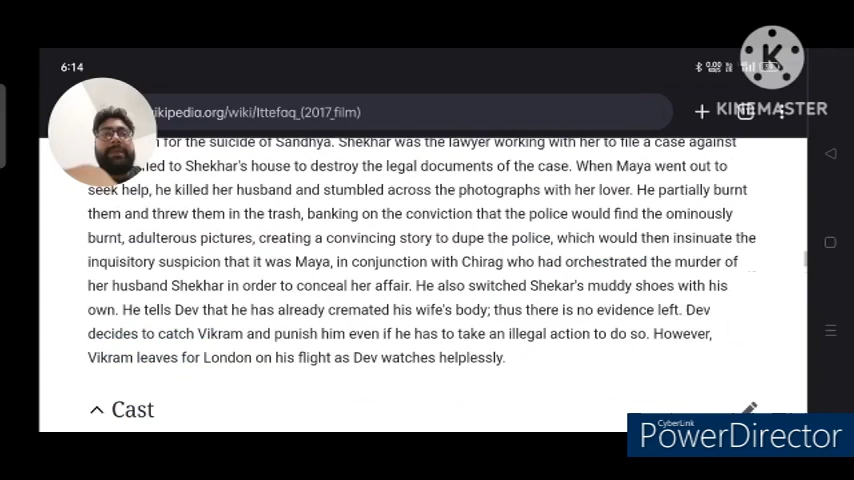 6:14
0.00
KINEMASTER
K
ikipedia.org/wiki/Ittefaq_(2017_film)
for the suicide of Sandhya. Shekhar was the lawyer working with her to file a case against
to Shekhar's house to destroy the legal documents of the case. When Maya went out to
seek help, he killed her husband and stumbled across the photographs with her lover. He partially burnt
them and threw them in the trash, banking on the conviction that the police would find the ominously
burnt, adulterous pictures, creating a convincing story to dupe the police, which would then insinuate the
inquisitory suspicion that it was Maya, in conjunction with Chirag who had orchestrated the murder of
her husband Shekhar in order to conceal her affair. He also switched Shekar's muddy shoes with his
own. He tells Dev that he has already cremated his wife's body; thus there is no evidence left. Dev
decides to catch Vikram and punish him even if he has to take an illegal action to do so. However,
Vikram leaves for London on his flight as Dev watches helplessly.
Cast
CyberLink
PowerDirector